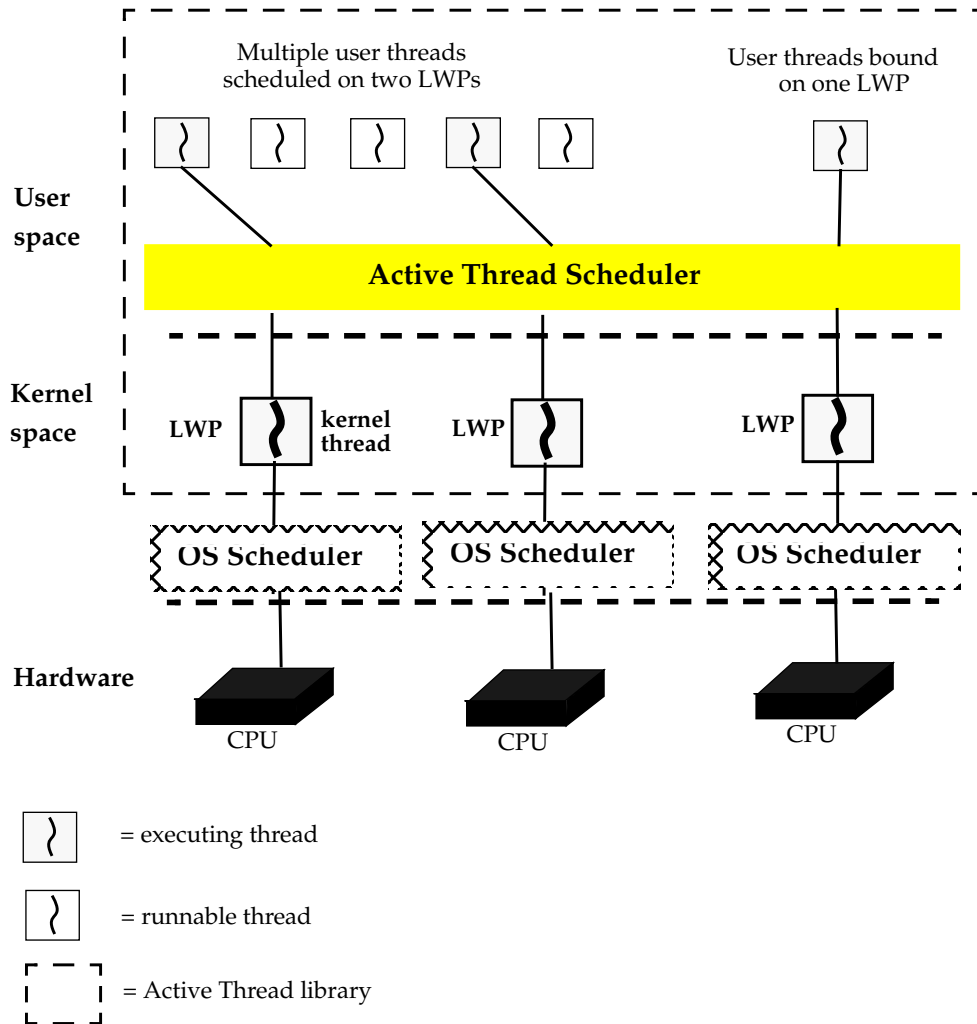 Multiple user threads
scheduled on two LWPs
User threads bound
on one LWP
User
space
Active Thread Scheduler
Kernel
space
LWP
kernel
thread
LWP
LWP
OS Scheduler
OS Scheduler
OS Scheduler
Hardware
CPU
CPU
CPU
= executing thread
= runnable thread
= Active Thread library